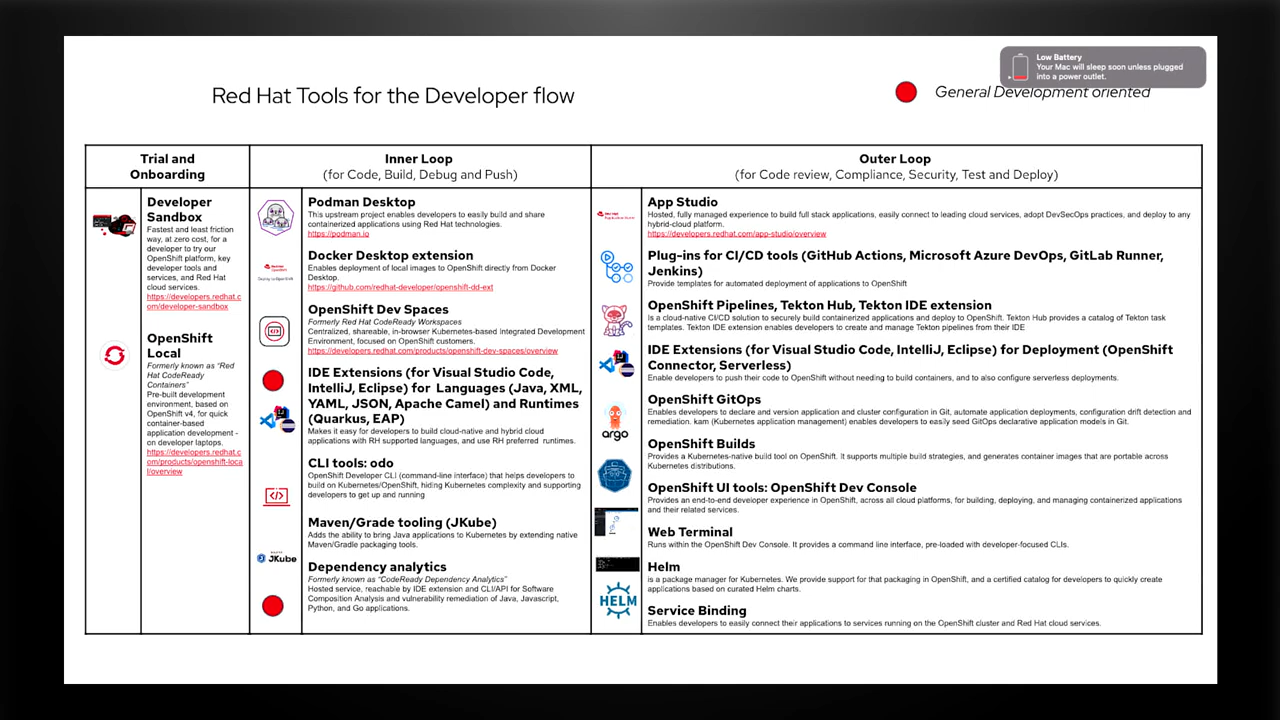 Low Battery
Your Mac will sleep soon unless plugged
into a power outlet.
Red Hat Tools for the Developer flow
General Development oriented
Trial and
Onboarding
Inner Loop
(for Code, Build, Debug and Push)
Outer Loop
(for Code review, Compliance, Security, Test and Deploy)
Developer
Sandbox
Fastest and least friction
way, at zero cost, for a
developer to try our
OpenShift platform, key
developer tools and
services, and Red Hat
cloud services.
https://developers.redhat.c
om/developer-sandbox
OpenShift
Local
Formerly known as "Red
Hat CodeReady
Containers"
Pre-built development
environment, based on
OpenShift v4, for quick
container-based
application development -
on developer laptops.
https://developers.redhat.c
om/products/openshift-loca
l/overview
Podman Desktop
This upstream project enables developers to easily build and share
containerized applications using Red Hat technologies.
https://podman.io
Docker Desktop extension
Enables deployment of local images to OpenShift directly from Docker
Desktop.
https://github.com/redhat-developer/openshift-dd-ext
OpenShift Dev Spaces
Formerly Red Hat CodeReady Workspaces
Centralized, shareable, in-browser Kubernetes-based Integrated Development
Environment, focused on OpenShift customers.
https://developers.redhat.com/products/openshift-dev-spaces/overview
IDE Extensions (for Visual Studio Code,
IntelliJ, Eclipse) for Languages (Java, XML,
YAML, JSON, Apache Camel) and Runtimes
(Quarkus, EAP)
Makes it easy for developers to build cloud-native and hybrid cloud
applications with RH supported languages, and use RH preferred runtimes.
CLI tools: odo
OpenShift Developer CLI (command-line interface) that helps developers to
build on Kubernetes/OpenShift, hiding Kubernetes complexity and supporting
developers to get up and running
Maven/Grade tooling (JKube)
Adds the ability to bring Java applications to Kubernetes by extending native
Maven/Gradle packaging tools.
JKube
Dependency analytics
Formerly known as "CodeReady Dependency Analytics"
Hosted service, reachable by IDE extension and CLI/API for Software
Composition Analysis and vulnerability remediation of Java, Javascript,
Python, and Go applications.
App Studio
Hosted, fully managed experience to build full stack applications, easily connect to leading cloud services, adopt DevSecOps practices, and deploy to any
hybrid-cloud platform.
https://developers.redhat.com/app-studio/overview
Plug-ins for CI/CD tools (GitHub Actions, Microsoft Azure DevOps, GitLab Runner,
Jenkins)
Provide templates for automated deployment of applications to OpenShift
OpenShift Pipelines, Tekton Hub, Tekton IDE extension
Is a cloud-native CI/CD solution to securely build containerized applications and deploy to OpenShift. Tekton Hub provides a catalog of Tekton task
templates. Tekton IDE extension enables developers to create and manage Tekton pipelines from their IDE
IDE Extensions (for Visual Studio Code, IntelliJ, Eclipse) for Deployment (OpenShift
Connector, Serverless)
Enable developers to push their code to OpenShift without needing to build containers, and to also configure serverless deployments.
OpenShift GitOps
Enables developers to declare and version application and cluster configuration in Git, automate application deployments, configuration drift detection and
remediation. kam (Kubernetes application management) enables developers to easily seed GitOps declarative application models in Git.
argo
OpenShift Builds
Provides a Kubernetes-native build tool on OpenShift. It supports multiple build strategies, and generates container images that are portable across
Kubernetes distributions.
OpenShift UI tools: OpenShift Dev Console
Provides an end-to-end developer experience in OpenShift, across all cloud platforms, for building, deploying, and managing containerized applications
and their related services.
Web Terminal
Runs within the OpenShift Dev Console. It provides a command line interface, pre-loaded with developer-focused CLIs.
Helm
is a package manager for Kubernetes. We provide support for that packaging in OpenShift, and a certified catalog for developers to quickly create
applications based on curated Helm charts.
HELM
Service Binding
Enables developers to easily connect their applications to services running on the OpenShift cluster and Red Hat cloud services.